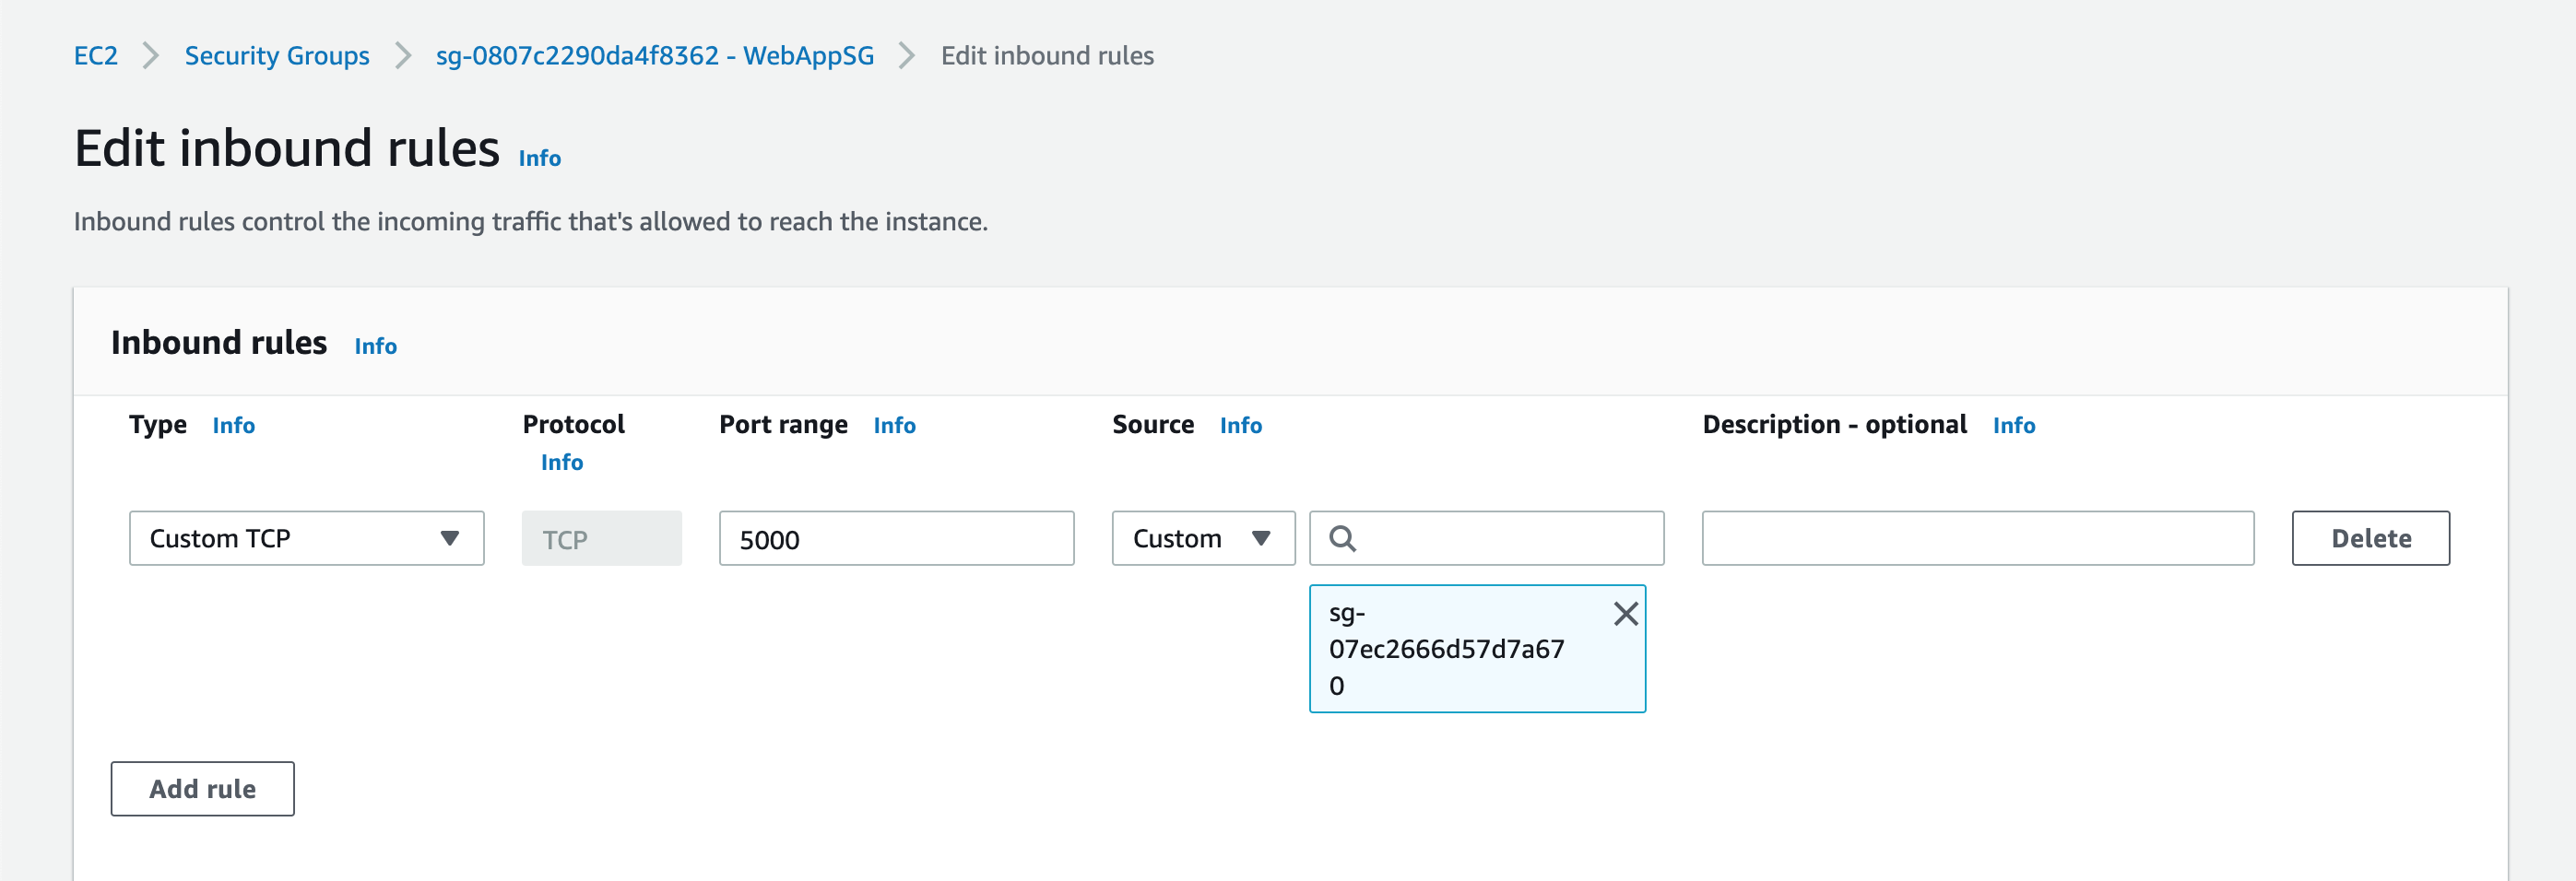 EC2 > Security Groups > sg-0807c2290da4f8362 - WebAppSG > Edit inbound rules
Edit inbound rules Info
Inbound rules control the incoming traffic that's allowed to reach the instance.
Inbound rules Info
Type Info Protocol Info Port range Info Source Info Description - optional Info
Custom TCP TCP 5000 Custom Delete
sg-
07ec2666d57d7a67
0
Add rule